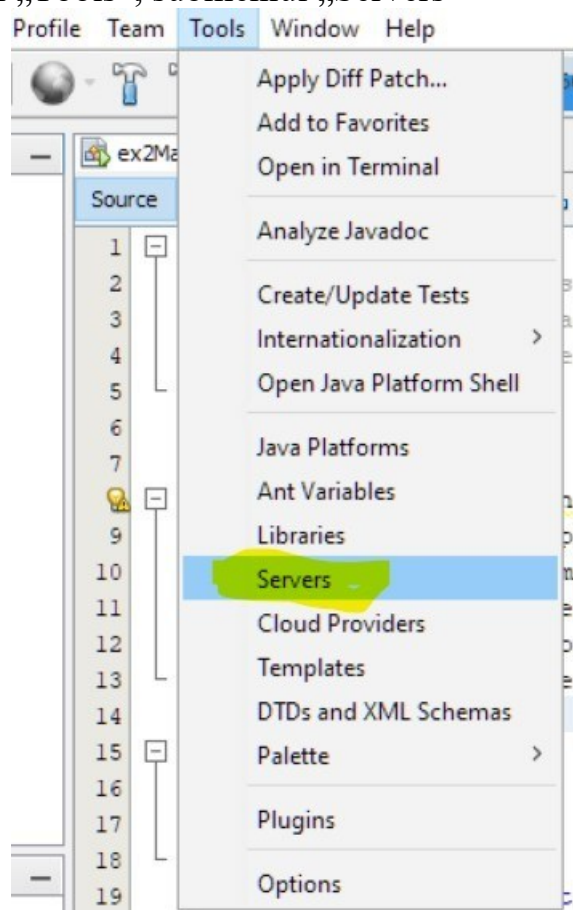 „Tools”, submeniul „Servers”
Profile Team Tools Window Help
ex2Ma
Source
Apply Diff Patch...
Add to Favorites
Open in Terminal
Analyze Javadoc
Create/Update Tests
Internationalization >
Open Java Platform Shell
Java Platforms
Ant Variables
Libraries
Servers
Cloud Providers
Templates
DTDs and XML Schemas
Palette >
Plugins
Options
1
2
3
4
5
6
7
9
10
11
12
13
14
15
16
17
18
19